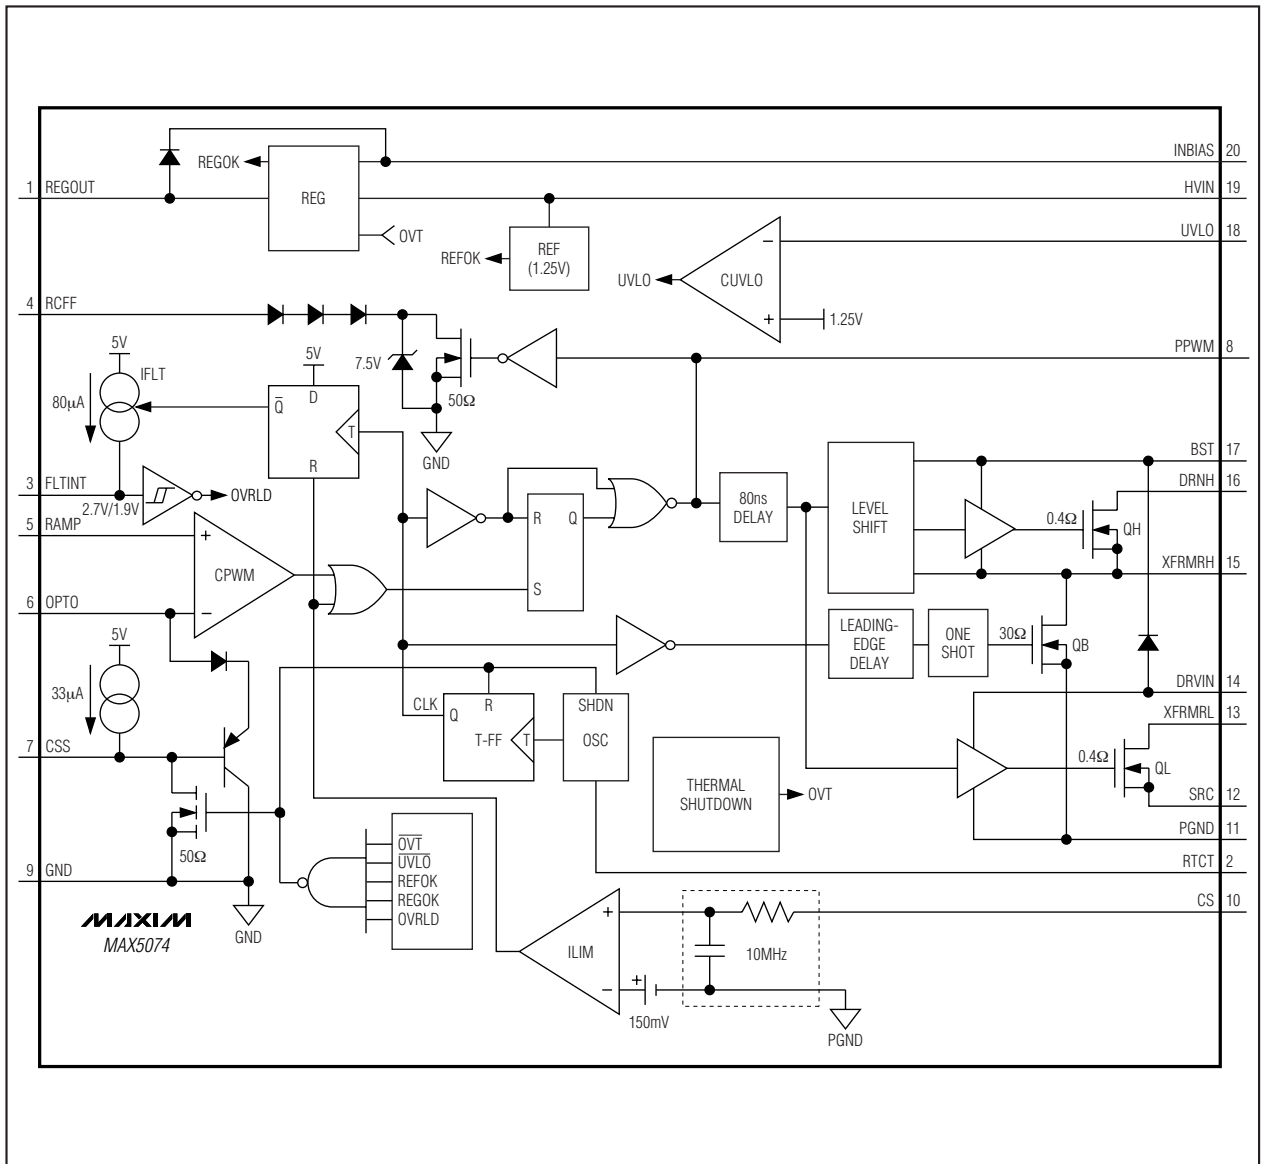 1 REGOUT
REGOK
REG
OVT
INBIAS 20
HVIN 19
UVLO 18
REFOK
REF
(1.25V)
UVLO
CUVLO
−
+
1.25V
4 RCFF
5V
IFLT
80µA
7.5V
50Ω
GND
PPWM 8
5V
D
Q̅
T
R
3 FLTINT
2.7V/1.9V
OVRLD
5 RAMP
+
CPWM
−
6 OPTO
R
Q
S
80ns
DELAY
LEVEL
SHIFT
BST 17
DRNH 16
0.4Ω
QH
XFRMRH 15
LEADING-
EDGE
DELAY
ONE
SHOT
30Ω
QB
DRVIN 14
XFRMRL 13
0.4Ω
QL
SRC 12
PGND 11
RTCT 2
CS 10
5V
33µA
7 CSS
50Ω
9 GND
GND
CLK
Q
R
T-FF
T
SHDN
OSC
THERMAL
SHUTDOWN
OVT
O̅V̅T̅
U̅V̅L̅O̅
REFOK
REGOK
OVRLD
MAXIM
MAX5074
+
ILIM
−
+
150mV
10MHz
PGND